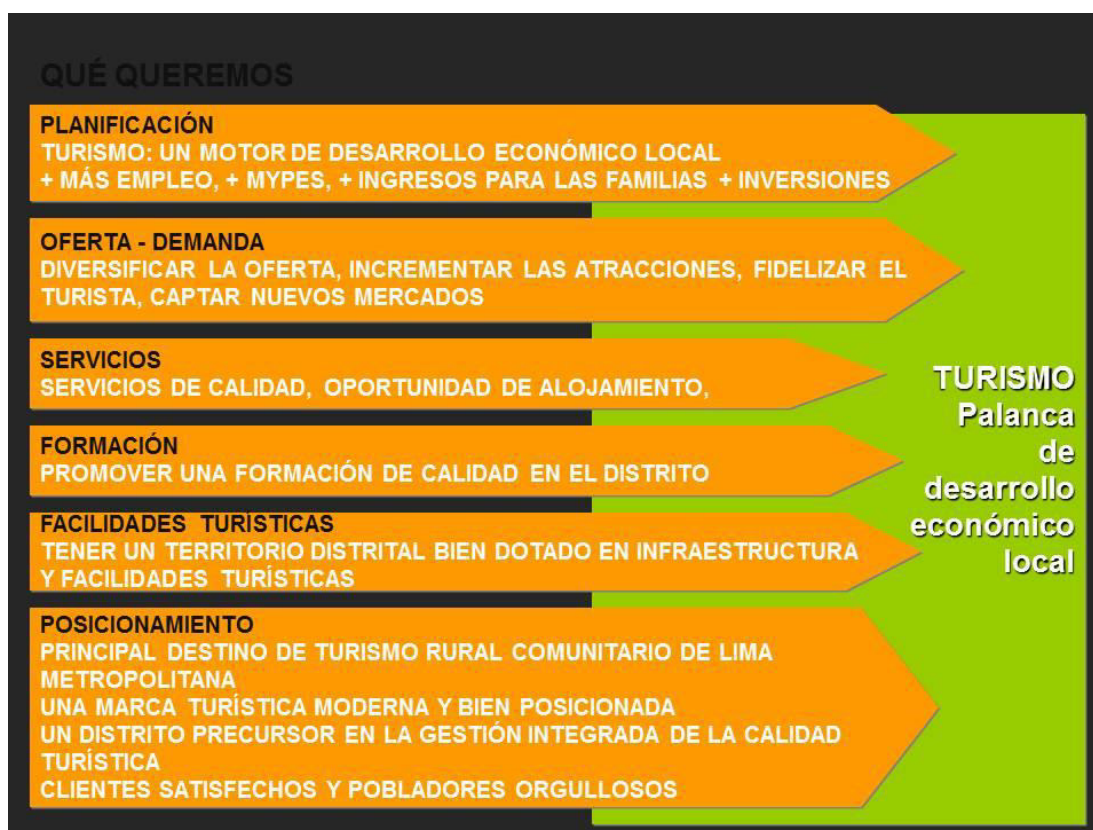 QUÉ QUEREMOS
PLANIFICACIÓN
TURISMO: UN MOTOR DE DESARROLLO ECONÓMICO LOCAL
+ MÁS EMPLEO, + MYPES, + INGRESOS PARA LAS FAMILIAS + INVERSIONES
OFERTA - DEMANDA
DIVERSIFICAR LA OFERTA, INCREMENTAR LAS ATRACCIONES, FIDELIZAR EL
TURISTA, CAPTAR NUEVOS MERCADOS
SERVICIOS
SERVICIOS DE CALIDAD, OPORTUNIDAD DE ALOJAMIENTO,
FORMACIÓN
PROMOVER UNA FORMACIÓN DE CALIDAD EN EL DISTRITO
FACILIDADES TURÍSTICAS
TENER UN TERRITORIO DISTRITAL BIEN DOTADO EN INFRAESTRUCTURA
Y FACILIDADES TURÍSTICAS
POSICIONAMIENTO
PRINCIPAL DESTINO DE TURISMO RURAL COMUNITARIO DE LIMA
METROPOLITANA
UNA MARCA TURÍSTICA MODERNA Y BIEN POSICIONADA
UN DISTRITO PRECURSOR EN LA GESTIÓN INTEGRADA DE LA CALIDAD
TURÍSTICA
CLIENTES SATISFECHOS Y POBLADORES ORGULLOSOS
TURISMO
Palanca
de
desarrollo
económico
local